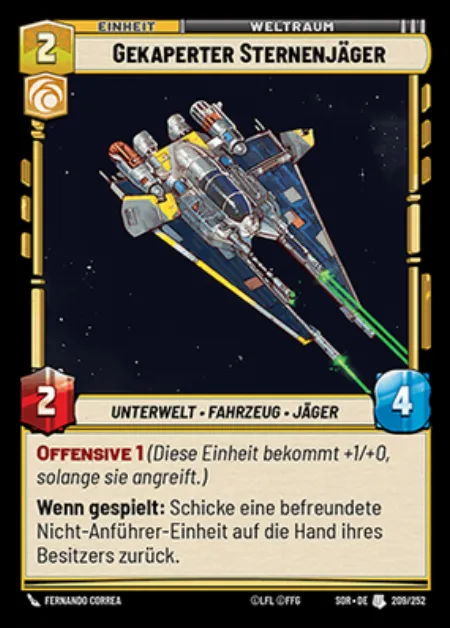 EINHEIT
WELTRAUM
2
GEKAPERTER STERNENJÄGER
2
4
UNTERWELT • FAHRZEUG • JÄGER
OFFENSIVE 1 (Diese Einheit bekommt +1/+0,
solange sie angreift.)
Wenn gespielt: Schicke eine befreundete
Nicht-Anführer-Einheit auf die Hand ihres
Besitzers zurück.
FERNANDO CORREA
©LFL ©FFG
SOR • DE
U
209/252